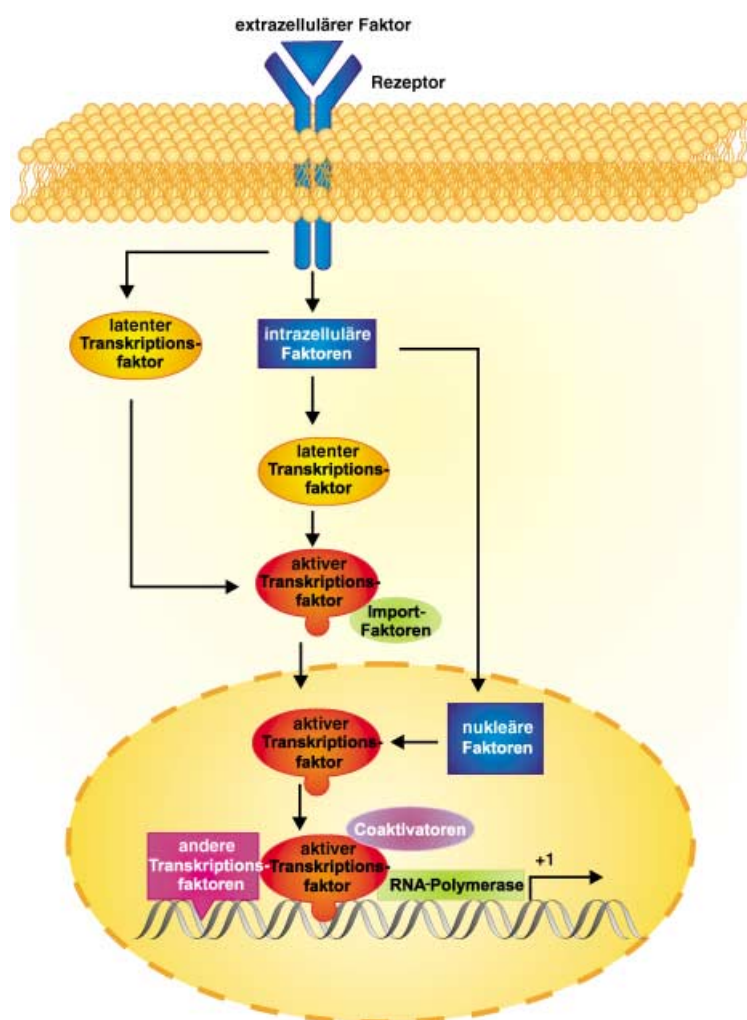 extrazellulärer Faktor
Rezeptor
latenter
Transkriptions-
faktor
intrazelluläre
Faktoren
latenter
Transkriptions-
faktor
aktiver
Transkriptions-
faktor
Import-
Faktoren
aktiver
Transkriptions-
faktor
nukleäre
Faktoren
Coaktivatoren
andere
Transkriptions-
faktoren
aktiver
Transkriptions-
faktor
RNA-Polymerase
+1